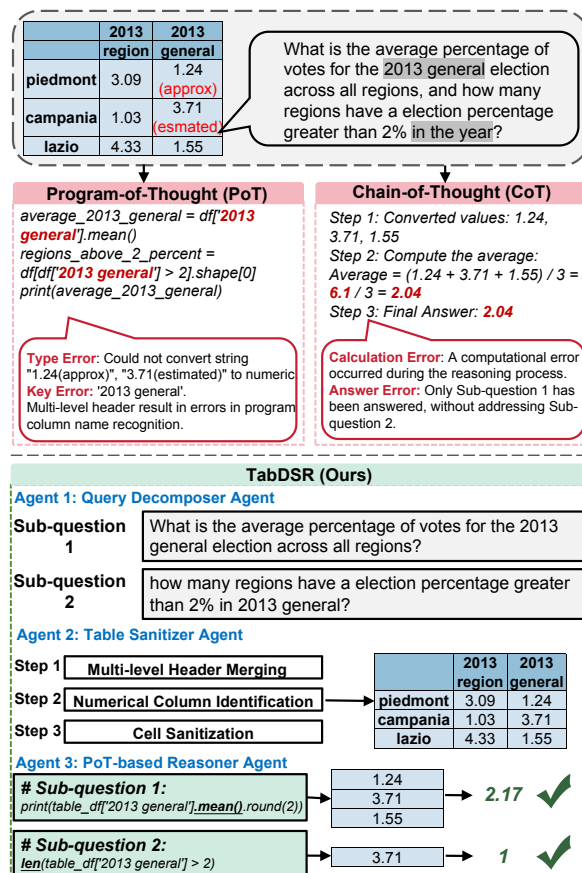 2013 2013
region general
piedmont 3.09 1.24
(approx)
campania 1.03 3.71
(esmated)
lazio 4.33 1.55
What is the average percentage of
votes for the 2013 general election
across all regions, and how many
regions have a election percentage
greater than 2% in the year?
Program-of-Thought (PoT)
average_2013_general = df['2013
general'].mean()
regions_above_2_percent =
df[df['2013 general'] > 2].shape[0]
print(average_2013_general)
Type Error: Could not convert string
"1.24(approx)", "3.71(estimated)" to numeric.
Key Error: '2013 general'.
Multi-level header result in errors in program
column name recognition.
Chain-of-Thought (CoT)
Step 1: Converted values: 1.24,
3.71, 1.55
Step 2: Compute the average:
Average = (1.24 + 3.71 + 1.55) / 3 =
6.1 / 3 = 2.04
Step 3: Final Answer: 2.04
Calculation Error: A computational error
occurred during the reasoning process.
Answer Error: Only Sub-question 1 has
been answered, without addressing Sub-
question 2.
TabDSR (Ours)
Agent 1: Query Decomposer Agent
Sub-question
1
What is the average percentage of votes for the 2013
general election across all regions?
Sub-question
2
how many regions have a election percentage greater
than 2% in 2013 general?
Agent 2: Table Sanitizer Agent
Step 1 Multi-level Header Merging
Step 2 Numerical Column Identification
Step 3 Cell Sanitization
2013 2013
region general
piedmont 3.09 1.24
campania 1.03 3.71
lazio 4.33 1.55
Agent 3: PoT-based Reasoner Agent
# Sub-question 1:
print(table_df['2013 general'].mean().round(2))
1.24
3.71
1.55
2.17
# Sub-question 2:
len(table_df['2013 general'] > 2)
3.71
1